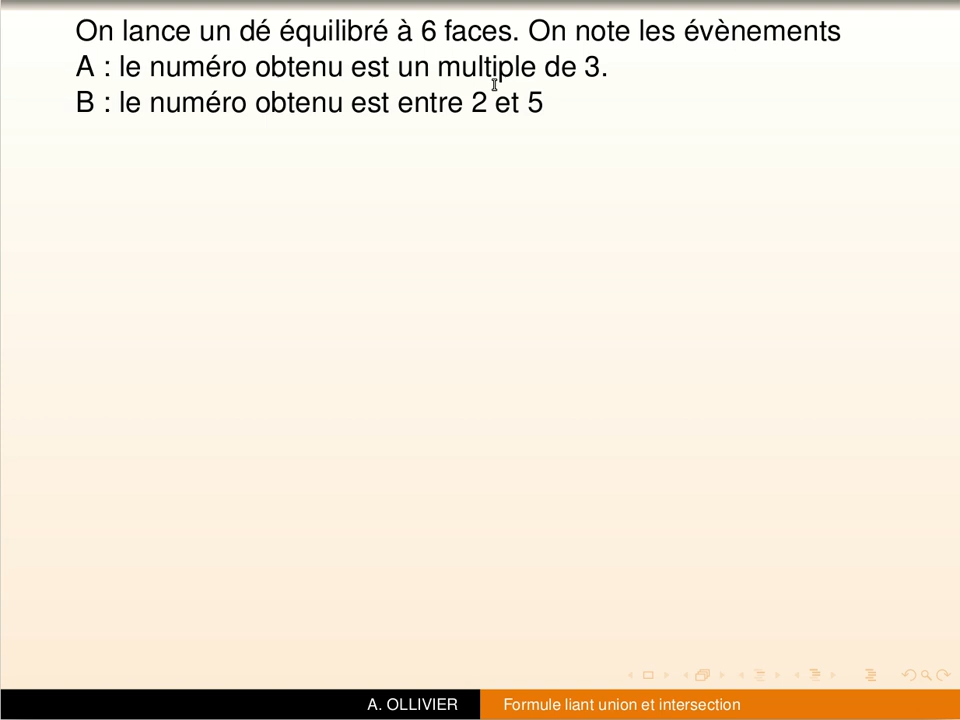 On lance un dé équilibré à 6 faces. On note les évènements
A : le numéro obtenu est un multiple de 3.
B : le numéro obtenu est entre 2 et 5
A. OLLIVIER
Formule liant union et intersection